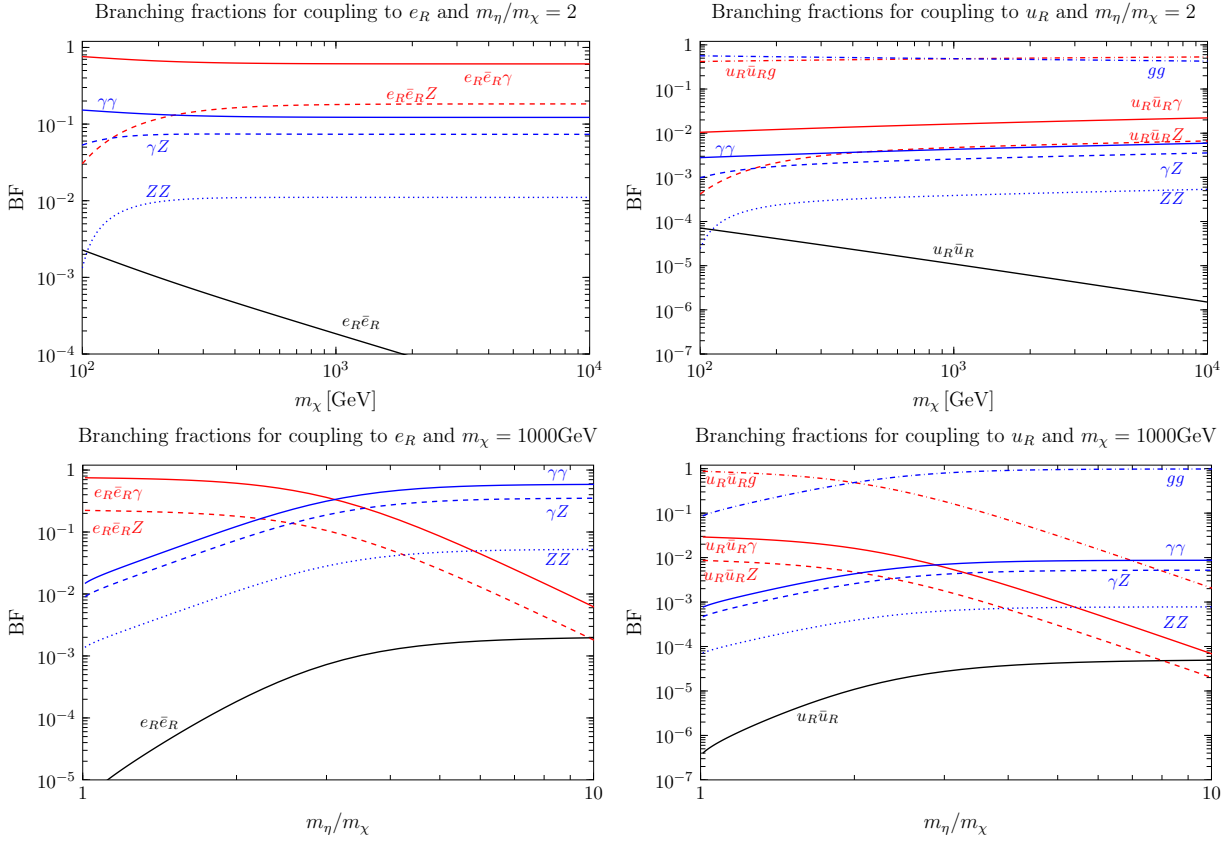 Branching fractions for coupling to e_R and m_η/m_χ = 2
1
10^-1
10^-2
10^-3
10^-4
BF
e_R ē_R γ
e_R ē_R Z
γγ
γZ
ZZ
e_R ē_R
10^2
10^3
10^4
m_χ [GeV]
Branching fractions for coupling to u_R and m_η/m_χ = 2
1
10^-1
10^-2
10^-3
10^-4
10^-5
10^-6
10^-7
BF
u_R ū_R g
gg
u_R ū_R γ
u_R ū_R Z
γγ
γZ
ZZ
u_R ū_R
10^2
10^3
10^4
m_χ [GeV]
Branching fractions for coupling to e_R and m_χ = 1000GeV
1
10^-1
10^-2
10^-3
10^-4
10^-5
BF
γγ
e_R ē_R γ
γZ
e_R ē_R Z
ZZ
e_R ē_R
1
10
m_η/m_χ
Branching fractions for coupling to u_R and m_χ = 1000GeV
1
10^-1
10^-2
10^-3
10^-4
10^-5
10^-6
10^-7
BF
u_R ū_R g
gg
u_R ū_R γ
γγ
u_R ū_R Z
γZ
ZZ
u_R ū_R
1
10
m_η/m_χ